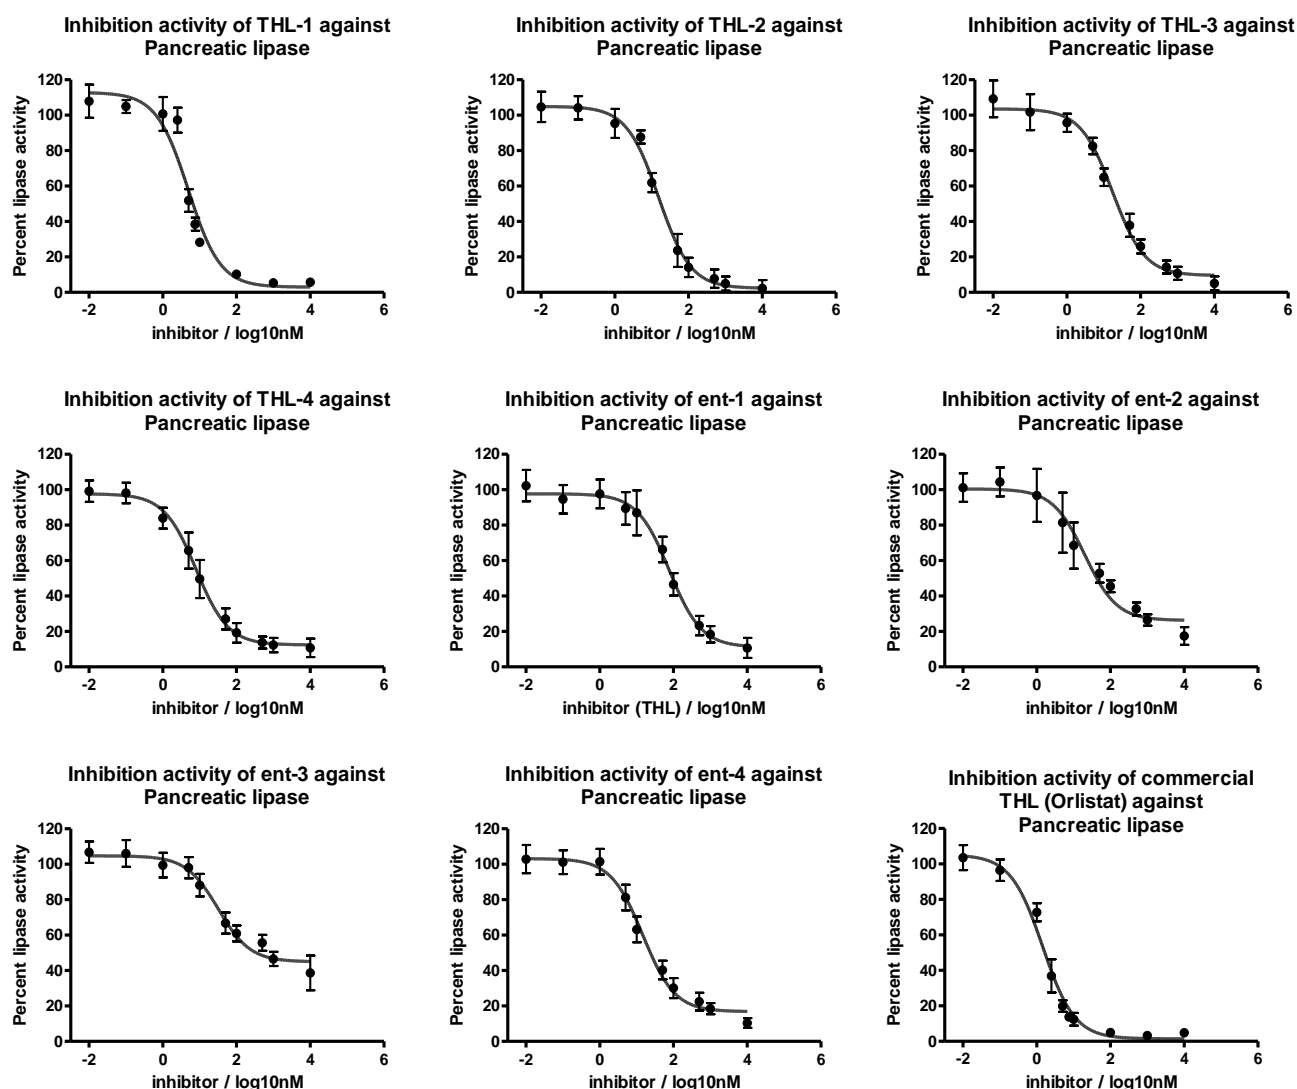 Inhibition activity of THL-1 against
Pancreatic lipase
120
100
80
60
40
20
0
Percent lipase activity
-2 0 2 4 6
inhibitor / log10nM
Inhibition activity of THL-2 against
Pancreatic lipase
120
100
80
60
40
20
0
Percent lipase activity
-2 0 2 4 6
inhibitor / log10nM
Inhibition activity of THL-3 against
Pancreatic lipase
120
100
80
60
40
20
0
Percent lipase activity
-2 0 2 4 6
inhibitor / log10nM
Inhibition activity of THL-4 against
Pancreatic lipase
120
100
80
60
40
20
0
Percent lipase activity
-2 0 2 4 6
inhibitor / log10nM
Inhibition activity of ent-1 against
Pancreatic lipase
120
100
80
60
40
20
0
Percent lipase activity
-2 0 2 4 6
inhibitor (THL) / log10nM
Inhibition activity of ent-2 against
Pancreatic lipase
120
100
80
60
40
20
0
Percent lipase activity
-2 0 2 4 6
inhibitor / log10nM
Inhibition activity of ent-3 against
Pancreatic lipase
120
100
80
60
40
20
0
Percent lipase activity
-2 0 2 4 6
inhibitor / log10nM
Inhibition activity of ent-4 against
Pancreatic lipase
120
100
80
60
40
20
0
Percent lipase activity
-2 0 2 4 6
inhibitor / log10nM
Inhibition activity of commercial
THL (Orlistat) against
Pancreatic lipase
120
100
80
60
40
20
0
Percent lipase activity
-2 0 2 4 6
inhibitor / log10nM